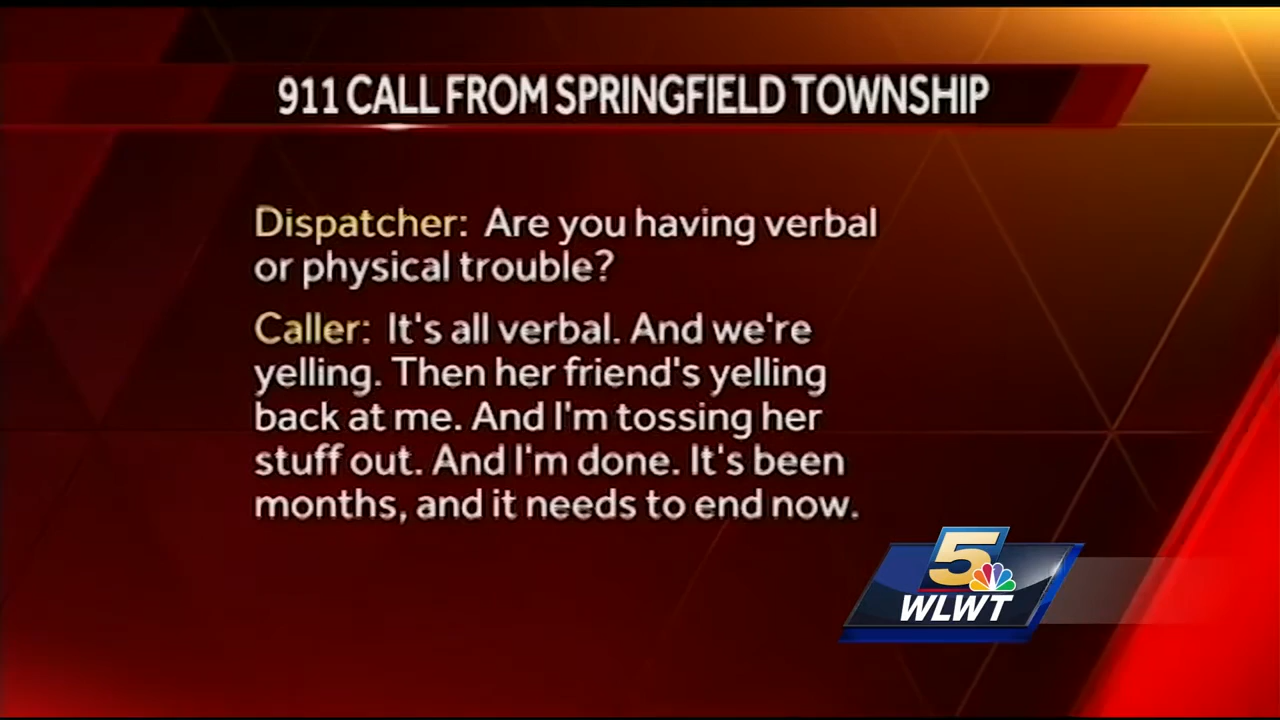 911 CALL FROM SPRINGFIELD TOWNSHIP
Dispatcher: Are you having verbal
or physical trouble?
Caller: It's all verbal. And we're
yelling. Then her friend's yelling
back at me. And I'm tossing her
stuff out. And I'm done. It's been
months, and it needs to end now.
5
WLWT